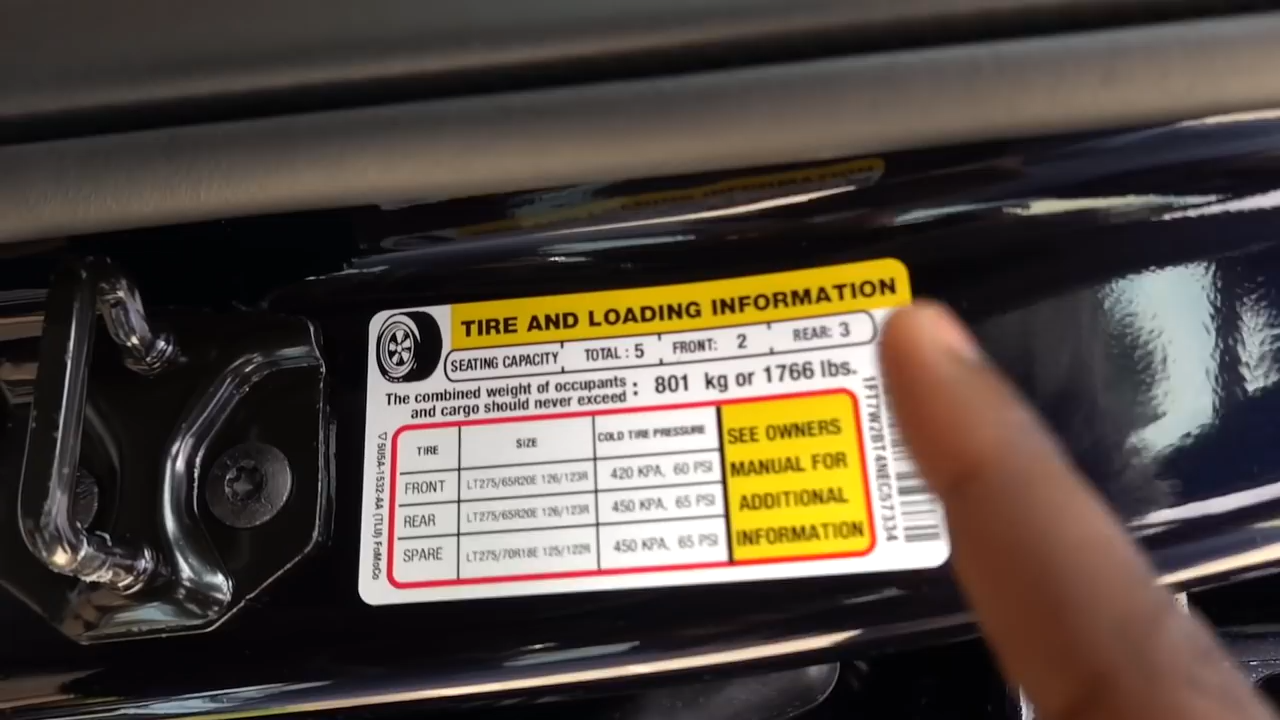 TIRE AND LOADING INFORMATION
SEATING CAPACITY TOTAL : 5 FRONT: 2 REAR: 3
The combined weight of occupants and cargo should never exceed : 801 kg or 1766 lbs.
TIRE SIZE COLD TIRE PRESSURE
FRONT LT275/65R20E 126/123R 420 KPA, 60 PSI
REAR LT275/65R20E 126/123R 450 KPA, 65 PSI
SPARE LT275/70R18E 125/122R 450 KPA, 65 PSI
SEE OWNERS
MANUAL FOR
ADDITIONAL
INFORMATION
5U5A-1532-AA (TLU) FoMoCo
1FT7W2BT4NEC57334